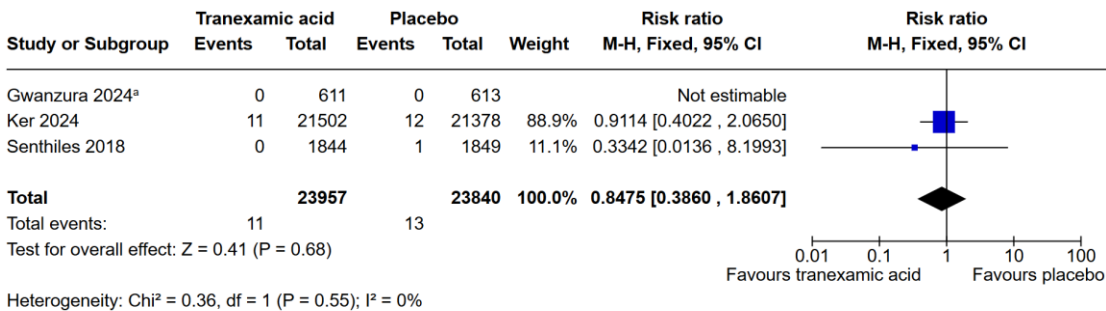 Tranexamic acid Placebo Risk ratio Risk ratio
Study or Subgroup Events Total Events Total Weight M-H, Fixed, 95% CI M-H, Fixed, 95% CI
Gwanzura 2024ᵃ 0 611 0 613 Not estimable
Ker 2024 11 21502 12 21378 88.9% 0.9114 [0.4022 , 2.0650]
Senthiles 2018 0 1844 1 1849 11.1% 0.3342 [0.0136 , 8.1993]
Total 23957 23840 100.0% 0.8475 [0.3860 , 1.8607]
Total events: 11 13
Test for overall effect: Z = 0.41 (P = 0.68)
0.01 0.1 1 10 100
Favours tranexamic acid Favours placebo
Heterogeneity: Chi² = 0.36, df = 1 (P = 0.55); I² = 0%